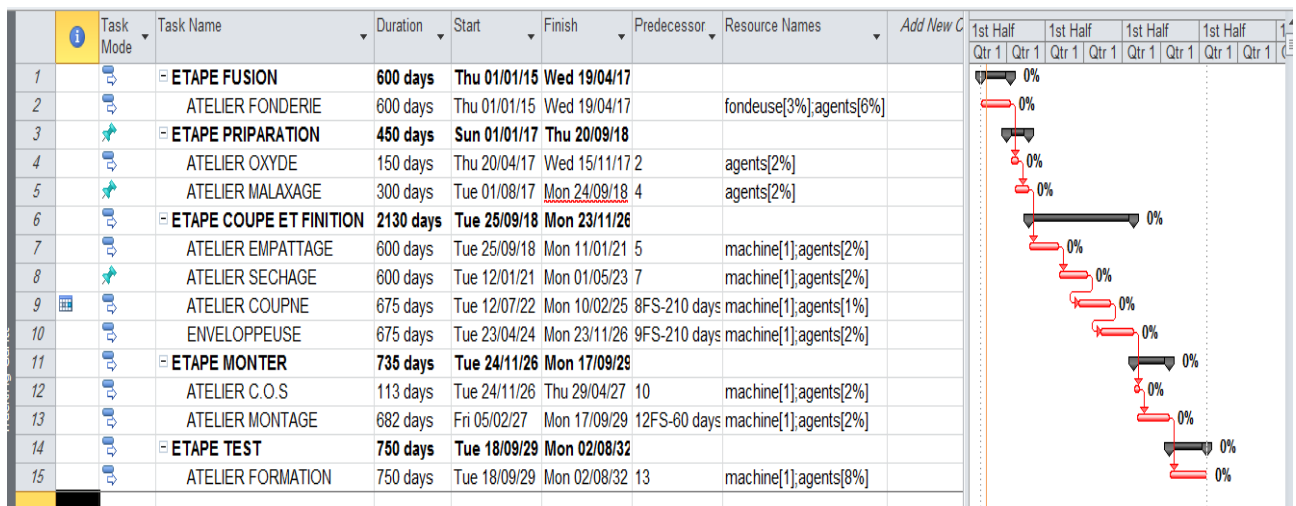 Task Mode Task Name Duration Start Finish Predecessor Resource Names Add New C
1st Half 1st Half 1st Half 1st Half 1
Qtr 1 Qtr 1 Qtr 1 Qtr 1 Qtr 1 Qtr 1 Qtr 1 Qtr 1
1 ETAPE FUSION 600 days Thu 01/01/15 Wed 19/04/17 0%
2 ATELIER FONDERIE 600 days Thu 01/01/15 Wed 19/04/17 fondeuse[3%];agents[6%] 0%
3 ETAPE PRIPARATION 450 days Sun 01/01/17 Thu 20/09/18
4 ATELIER OXYDE 150 days Thu 20/04/17 Wed 15/11/17 2 agents[2%] 0%
5 ATELIER MALAXAGE 300 days Tue 01/08/17 Mon 24/09/18 4 agents[2%] 0%
6 ETAPE COUPE ET FINITION 2130 days Tue 25/09/18 Mon 23/11/26 0%
7 ATELIER EMPATTAGE 600 days Tue 25/09/18 Mon 11/01/21 5 machine[1];agents[2%] 0%
8 ATELIER SECHAGE 600 days Tue 12/01/21 Mon 01/05/23 7 machine[1];agents[2%] 0%
9 ATELIER COUPNE 675 days Tue 12/07/22 Mon 10/02/25 8FS-210 days machine[1];agents[1%] 0%
10 ENVELOPPEUSE 675 days Tue 23/04/24 Mon 23/11/26 9FS-210 days machine[1];agents[2%] 0%
11 ETAPE MONTER 735 days Tue 24/11/26 Mon 17/09/29 0%
12 ATELIER C.O.S 113 days Tue 24/11/26 Thu 29/04/27 10 machine[1];agents[2%] 0%
13 ATELIER MONTAGE 682 days Fri 05/02/27 Mon 17/09/29 12FS-60 days machine[1];agents[2%] 0%
14 ETAPE TEST 750 days Tue 18/09/29 Mon 02/08/32 0%
15 ATELIER FORMATION 750 days Tue 18/09/29 Mon 02/08/32 13 machine[1];agents[8%] 0%